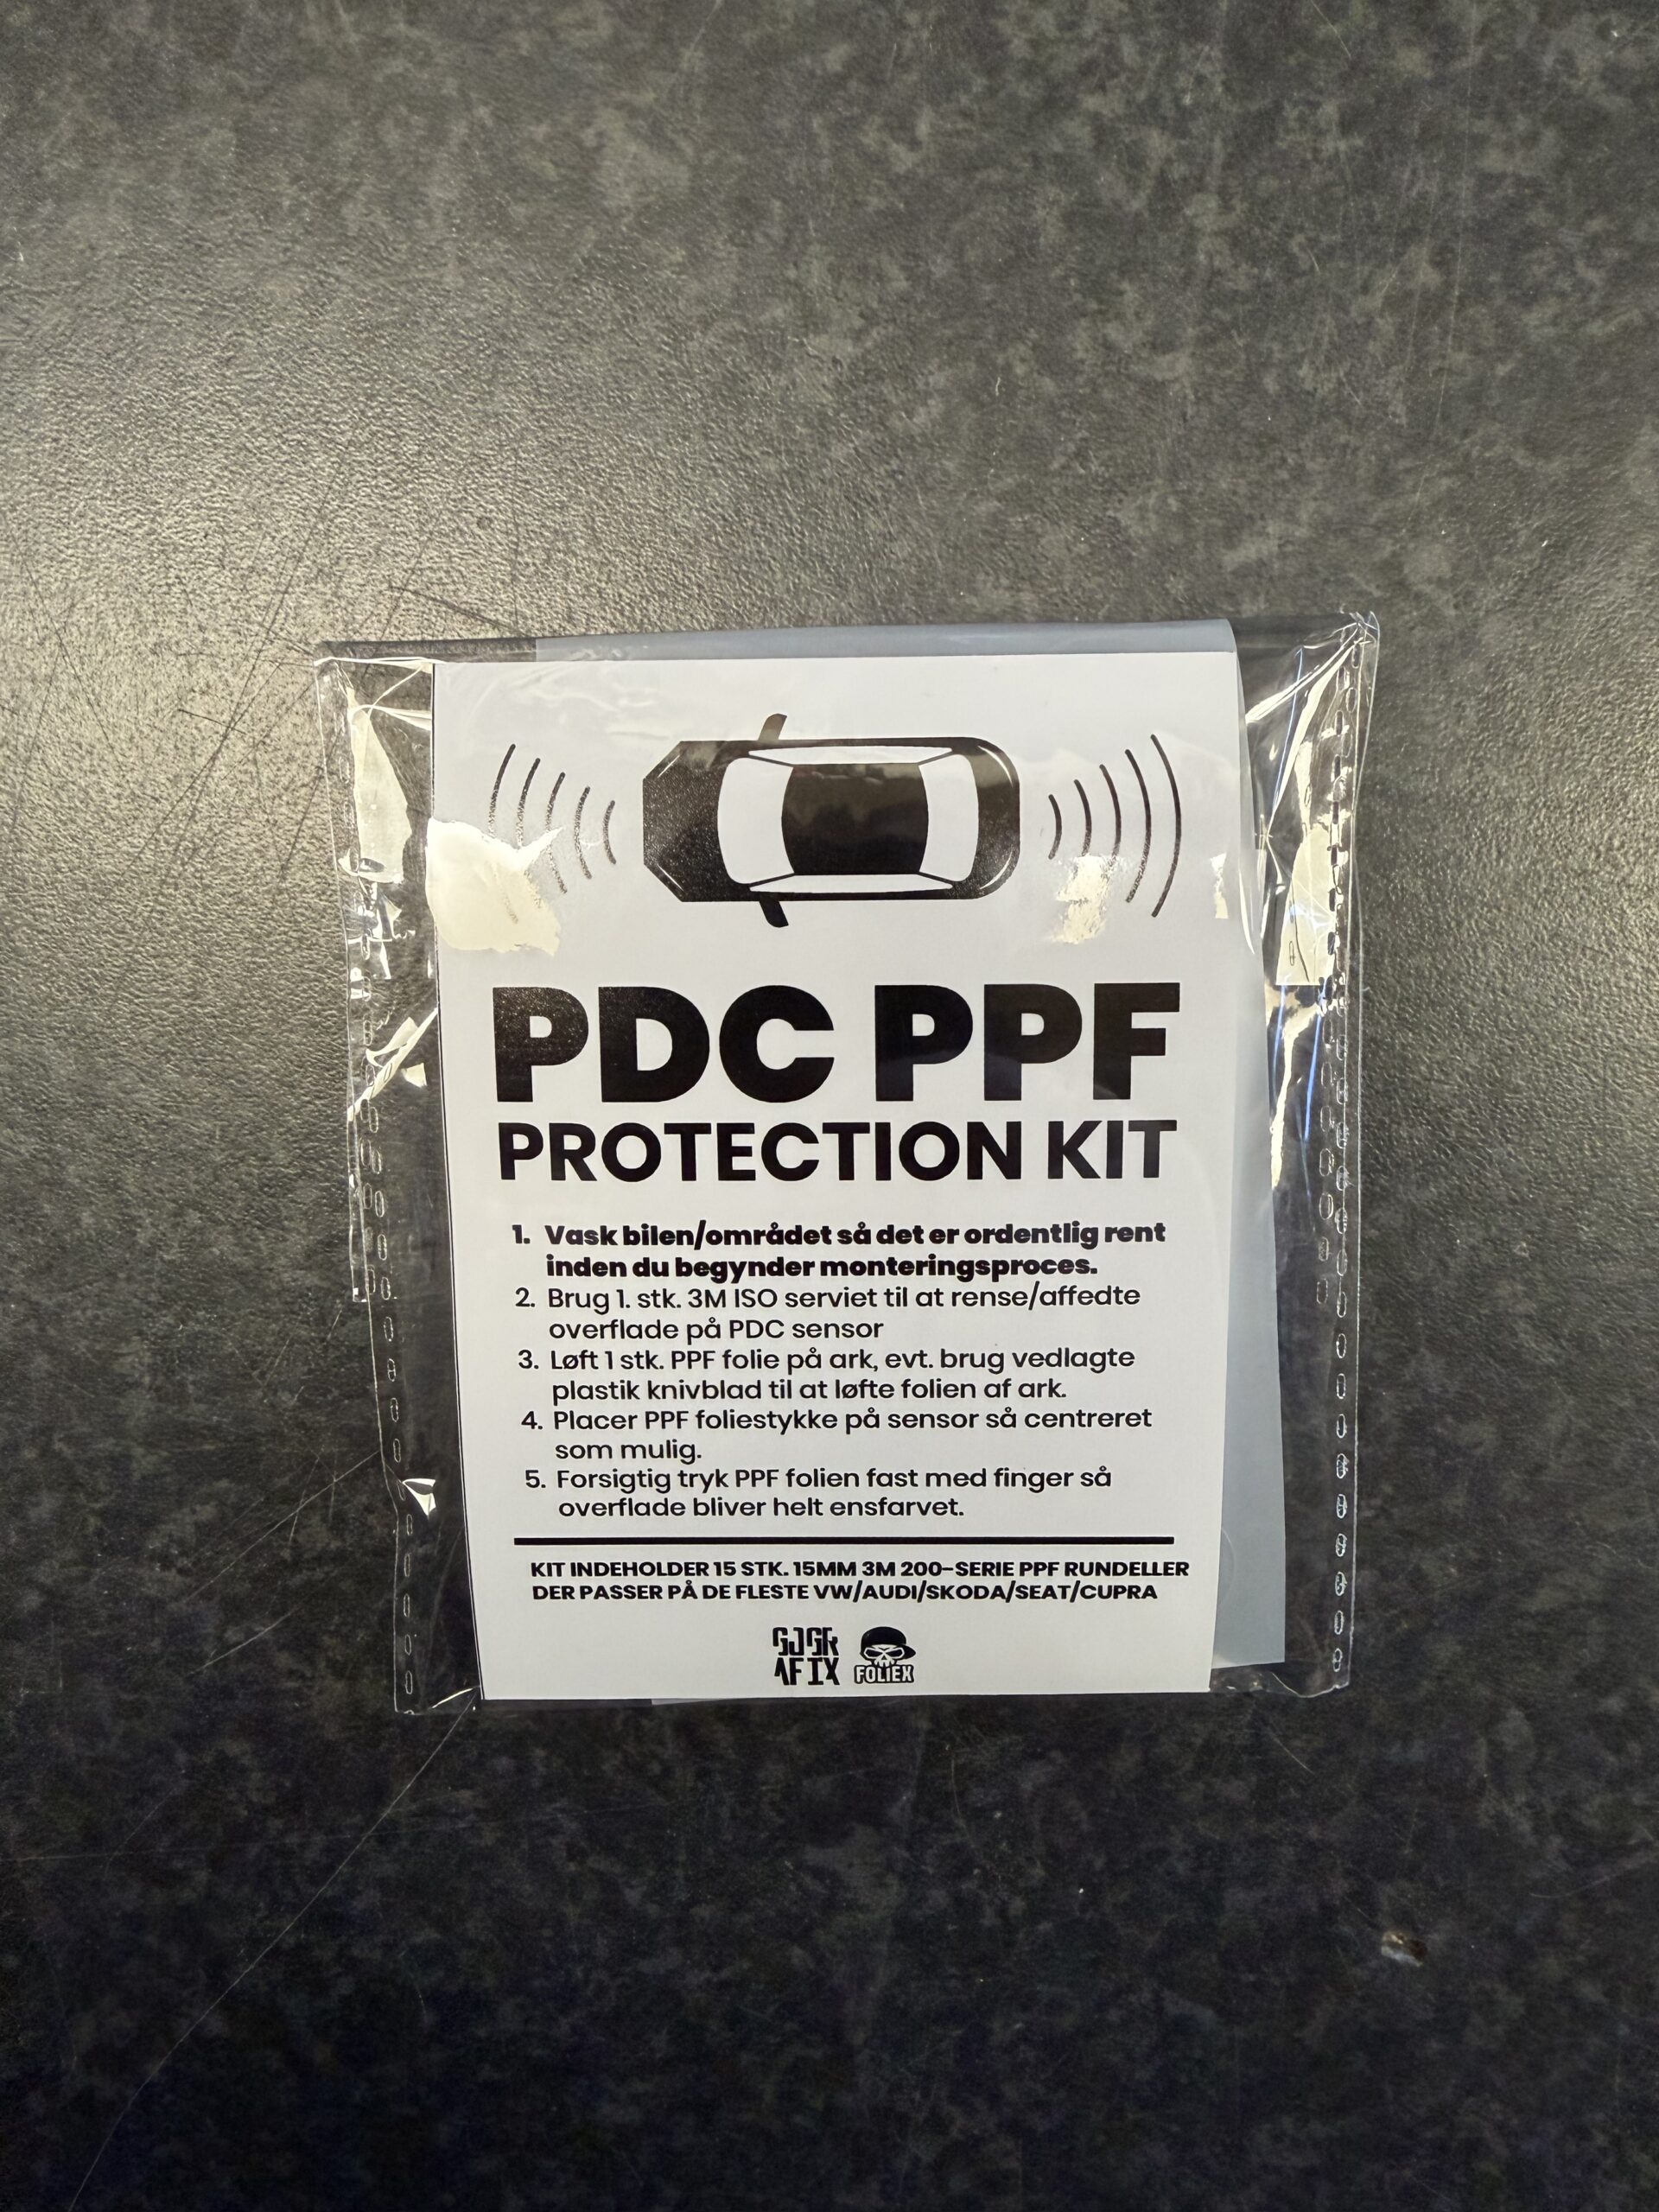 PDC PPF
PROTECTION KIT
1. Vask bilen/området så det er ordentlig rent
inden du begynder monteringsproces.
2. Brug 1. stk. 3M ISO serviet til at rense/affedte
overflade på PDC sensor
3. Løft 1 stk. PPF folie på ark, evt. brug vedlagte
plastik knivblad til at løfte folien af ark.
4. Placer PPF foliestykke på sensor så centreret
som mulig.
5. Forsigtig tryk PPF folien fast med finger så
overflade bliver helt ensfarvet.
KIT INDEHOLDER 15 STK. 15MM 3M 200-SERIE PPF RUNDELLER
DER PASSER PÅ DE FLESTE VW/AUDI/SKODA/SEAT/CUPRA
GJGR
AFIX
FOLIEX